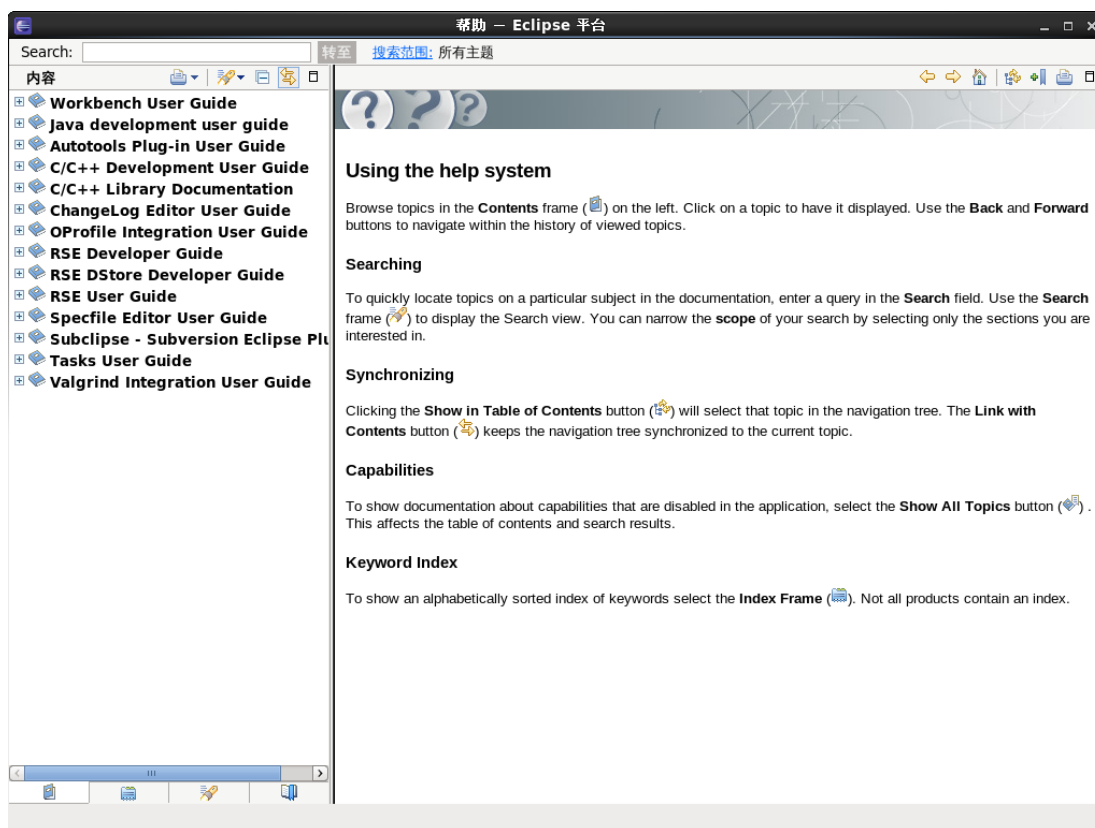 帮助 — Eclipse 平台
Search: 转至 搜索范围: 所有主题
内容
Workbench User Guide
Java development user guide
Autotools Plug-in User Guide
C/C++ Development User Guide
C/C++ Library Documentation
ChangeLog Editor User Guide
OProfile Integration User Guide
RSE Developer Guide
RSE DStore Developer Guide
RSE User Guide
Specfile Editor User Guide
Subclipse - Subversion Eclipse Plu
Tasks User Guide
Valgrind Integration User Guide
Using the help system
Browse topics in the Contents frame ( ) on the left. Click on a topic to have it displayed. Use the Back and Forward
buttons to navigate within the history of viewed topics.
Searching
To quickly locate topics on a particular subject in the documentation, enter a query in the Search field. Use the Search
frame ( ) to display the Search view. You can narrow the scope of your search by selecting only the sections you are
interested in.
Synchronizing
Clicking the Show in Table of Contents button ( ) will select that topic in the navigation tree. The Link with
Contents button ( ) keeps the navigation tree synchronized to the current topic.
Capabilities
To show documentation about capabilities that are disabled in the application, select the Show All Topics button ( ) .
This affects the table of contents and search results.
Keyword Index
To show an alphabetically sorted index of keywords select the Index Frame ( ). Not all products contain an index.